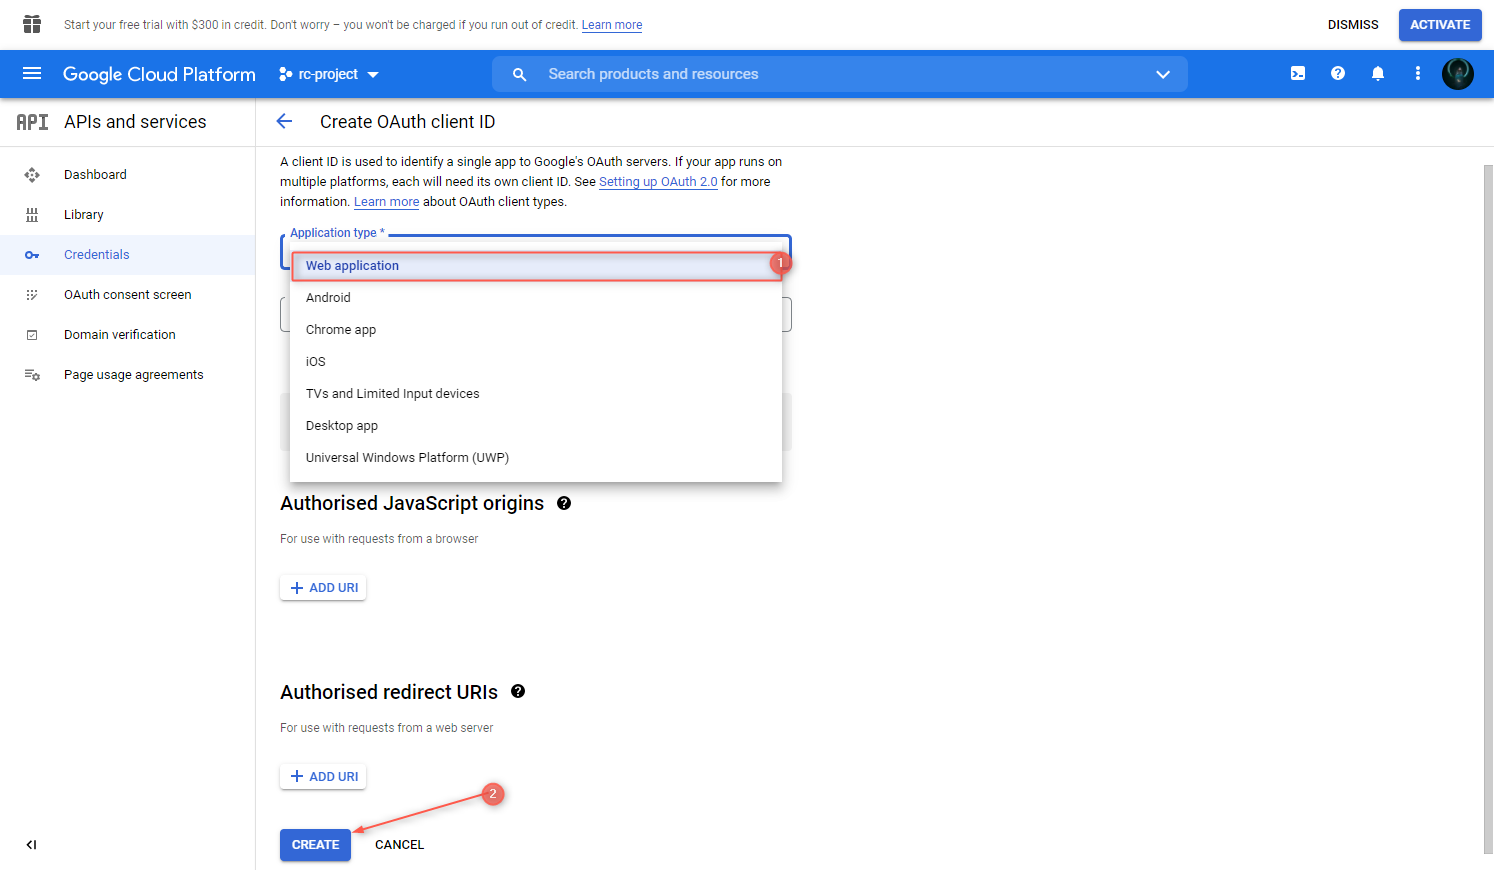 Start your free trial with $300 in credit. Don't worry – you won't be charged if you run out of credit. Learn more
DISMISS
ACTIVATE
Google Cloud Platform
rc-project
Search products and resources
API APIs and services
Create OAuth client ID
Dashboard
Library
Credentials
OAuth consent screen
Domain verification
Page usage agreements
A client ID is used to identify a single app to Google's OAuth servers. If your app runs on
multiple platforms, each will need its own client ID. See Setting up OAuth 2.0 for more
information. Learn more about OAuth client types.
Application type *
Web application
1
Android
Chrome app
iOS
TVs and Limited Input devices
Desktop app
Universal Windows Platform (UWP)
Authorised JavaScript origins
For use with requests from a browser
ADD URI
Authorised redirect URIs
For use with requests from a web server
ADD URI
2
CREATE
CANCEL